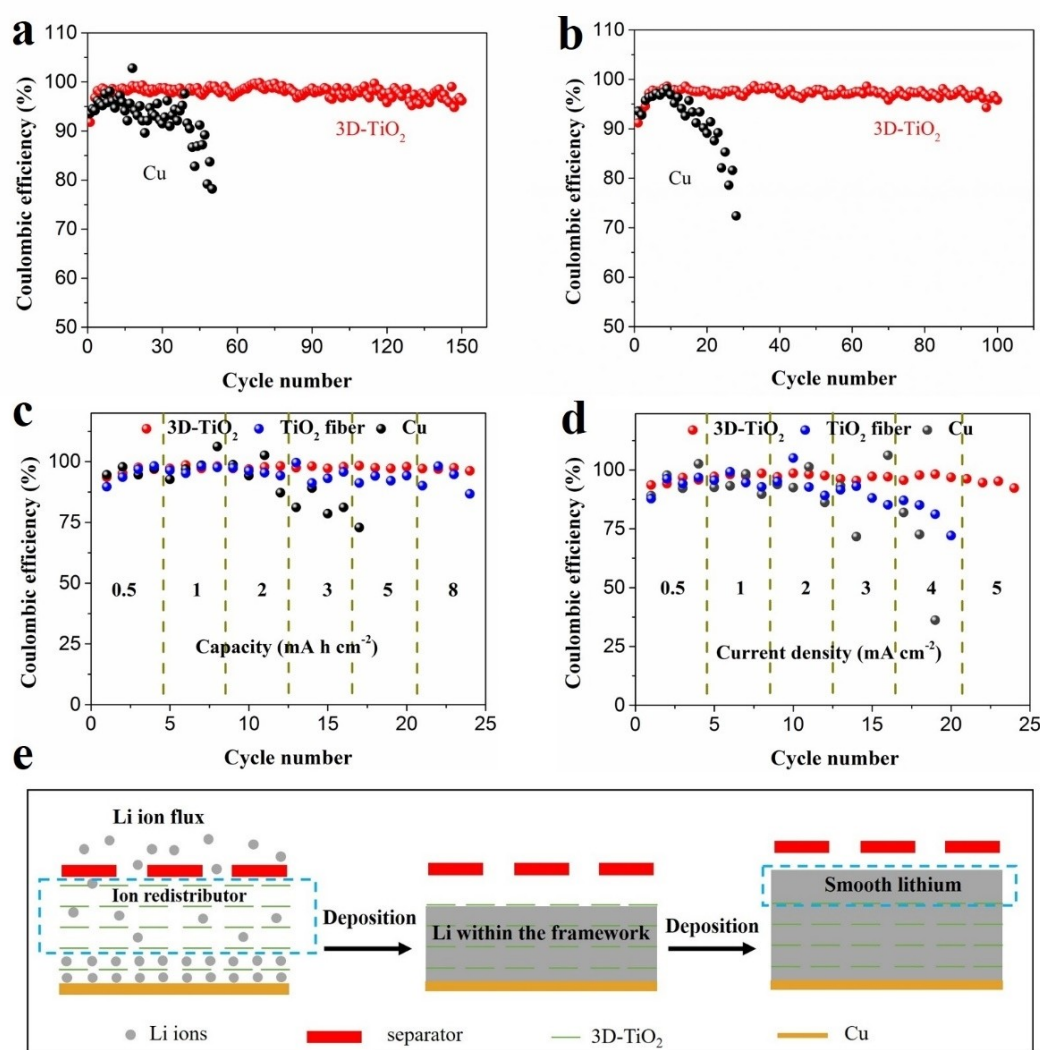 a
110
100
90
80
70
60
50
Coulombic efficiency (%)
3D-TiO₂
Cu
0 30 60 90 120 150
Cycle number
b
110
100
90
80
70
60
50
Coulombic efficiency (%)
3D-TiO₂
Cu
0 20 40 60 80 100
Cycle number
c
3D-TiO₂ TiO₂ fiber Cu
100
75
50
25
0
Coulombic efficiency (%)
0.5 1 2 3 5 8
Capacity (mA h cm⁻²)
0 5 10 15 20 25
Cycle number
d
3D-TiO₂ TiO₂ fiber Cu
100
75
50
25
0
Coulombic efficiency (%)
0.5 1 2 3 4 5
Current density (mA cm⁻²)
0 5 10 15 20 25
Cycle number
e
Li ion flux
Ion redistributor
Deposition
Li within the framework
Deposition
Smooth lithium
Li ions separator 3D-TiO₂ Cu